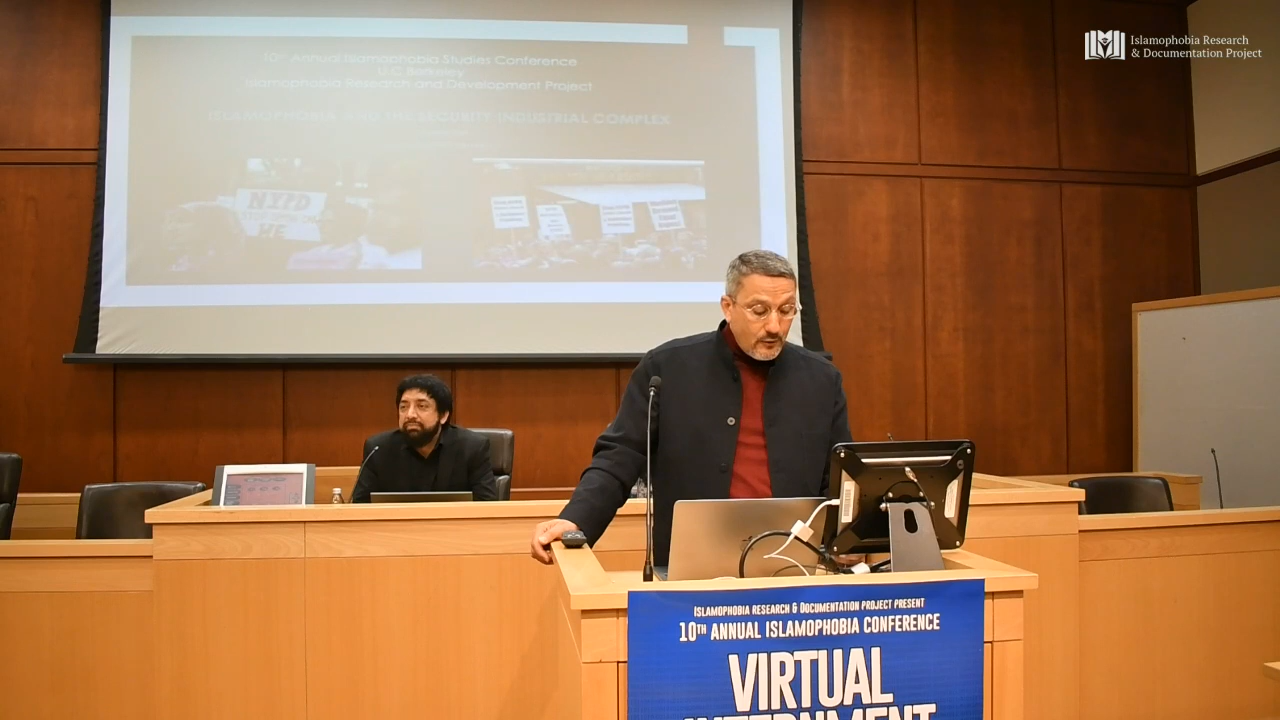 Islamophobia Research
& Documentation Project
10th Annual Islamophobia Studies Conference
UC Berkeley
Islamophobia Research and Development Project
ISLAMOPHOBIA AND THE SECURITY INDUSTRIAL COMPLEX
NYPD
ISLAMOPHOBIA RESEARCH & DOCUMENTATION PROJECT PRESENT
10TH ANNUAL ISLAMOPHOBIA CONFERENCE
VIRTUAL
INTERNMENT